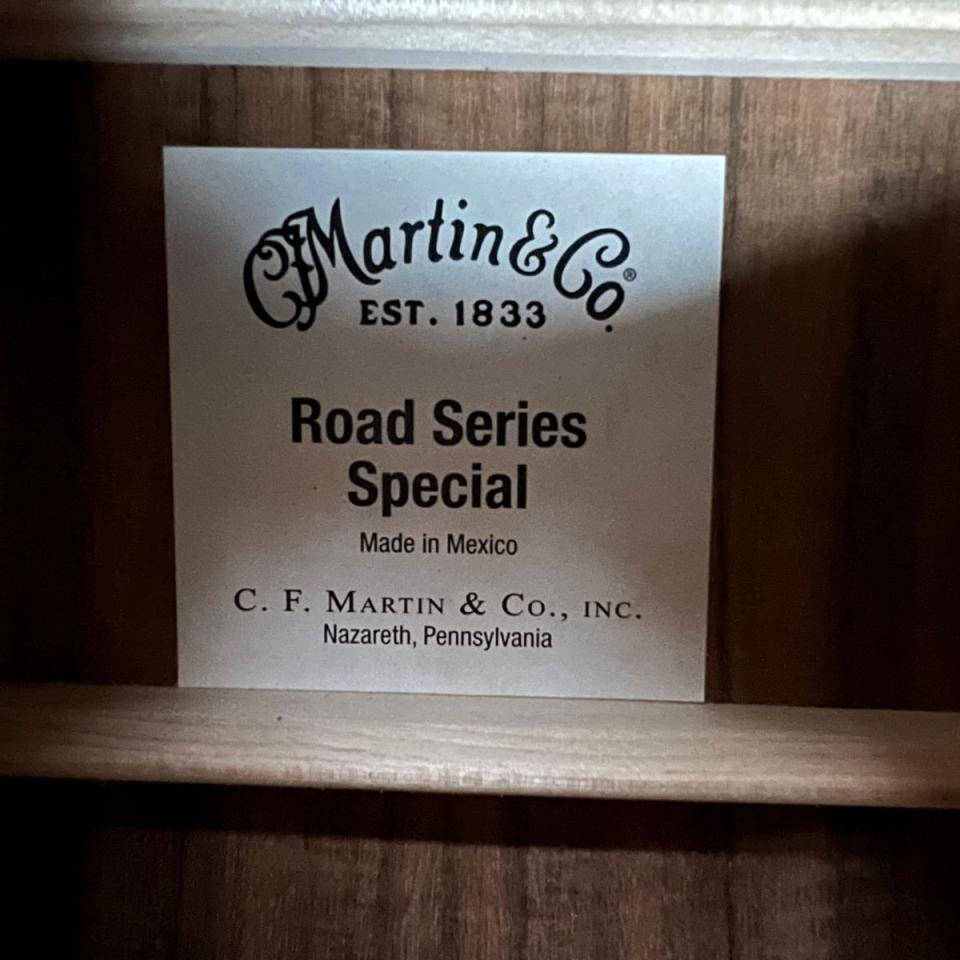 CFMartin & Co.®
EST. 1833
Road Series
Special
Made in Mexico
C. F. Martin & Co., inc.
Nazareth, Pennsylvania